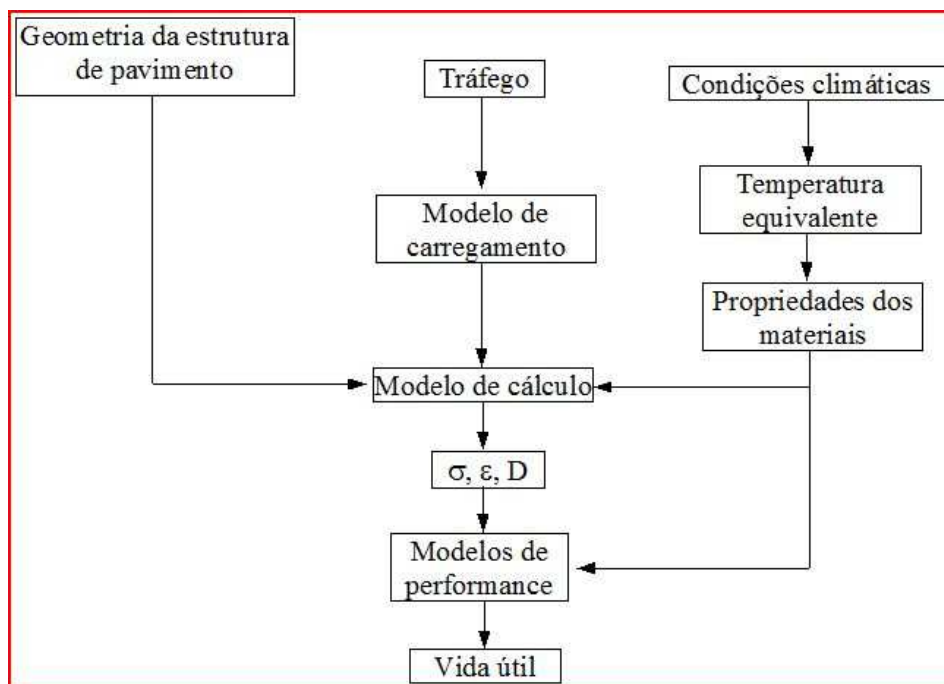 Geometria da estrutura
de pavimento
Tráfego
Condições climáticas
Temperatura
equivalente
Modelo de
carregamento
Propriedades dos
materiais
Modelo de cálculo
σ, ε, D
Modelos de
performance
Vida útil